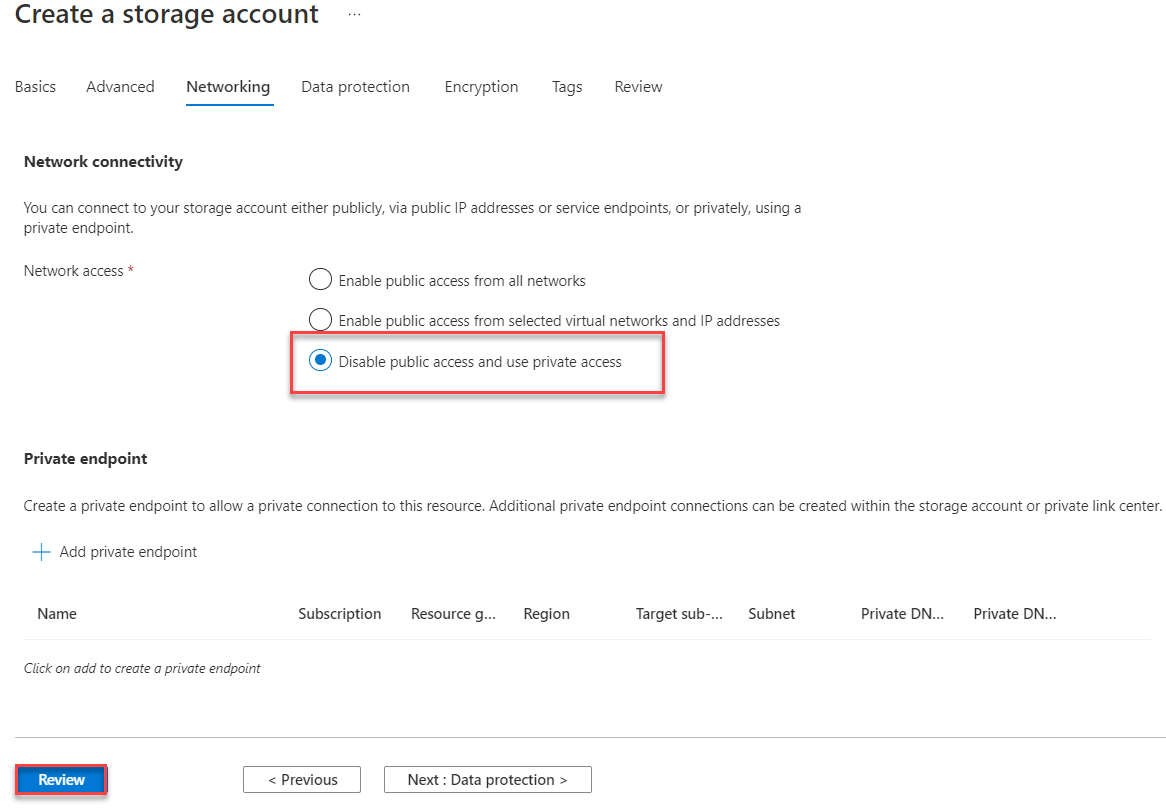 Create a storage account ...
Basics Advanced Networking Data protection Encryption Tags Review
Network connectivity
You can connect to your storage account either publicly, via public IP addresses or service endpoints, or privately, using a
private endpoint.
Network access *
Enable public access from all networks
Enable public access from selected virtual networks and IP addresses
Disable public access and use private access
Private endpoint
Create a private endpoint to allow a private connection to this resource. Additional private endpoint connections can be created within the storage account or private link center.
Add private endpoint
Name Subscription Resource g... Region Target sub-... Subnet Private DN... Private DN...
Click on add to create a private endpoint
Review < Previous Next : Data protection >